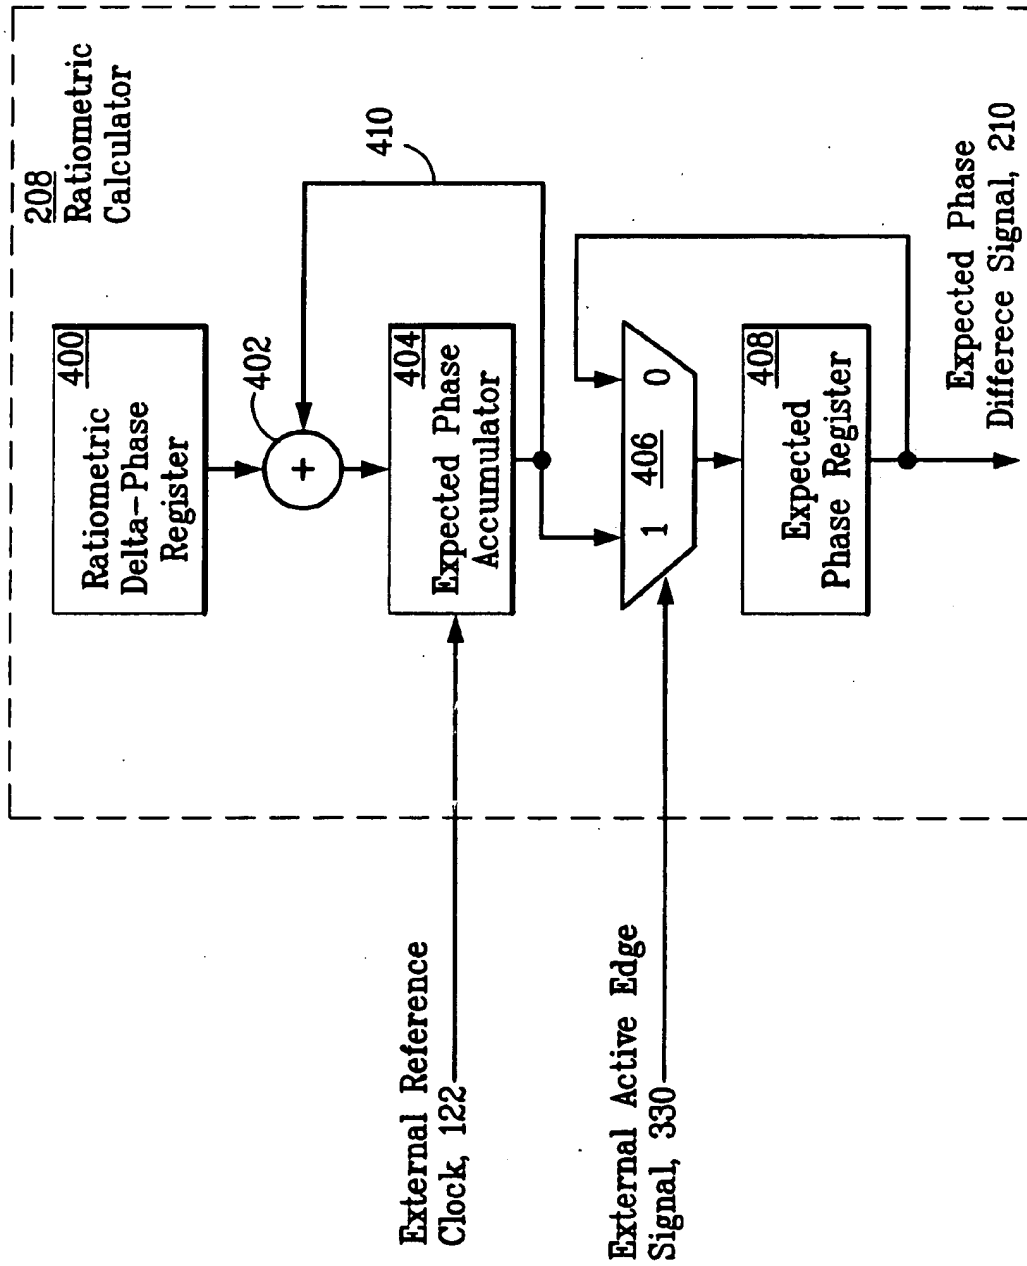 208
Ratiometric
Calculator
400
Ratiometric
Delta-Phase
Register
402
+
410
404
Expected Phase
Accumulator
External Reference
Clock, 122
1 406 0
External Active Edge
Signal, 330
408
Expected
Phase Register
Expected Phase
Differece Signal, 210